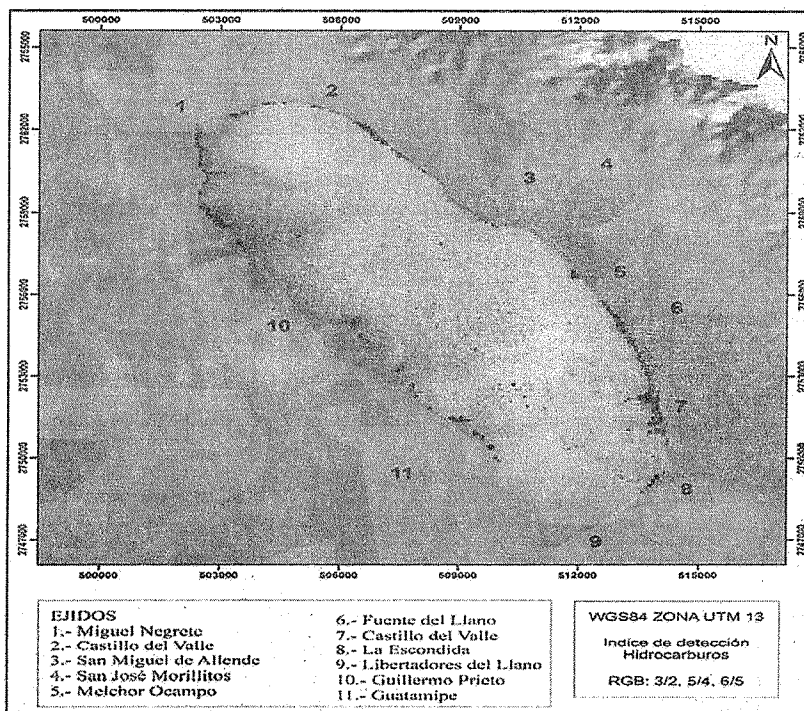 500000 503000 506000 509000 512000 515000
N
2
1
3
4
5
6
10
7
11
8
9
2753000
2750000
500000 503000 506000 509000 512000 515000
EJIDOS
1.- Miguel Negrete
2.- Castillo del Valle
3.- San Miguel de Allende
4.- San José Morillitos
5.- Melchor Ocampo
6.- Fuente del Llano
7.- Castillo del Valle
8.- La Escondida
9.- Libertadores del Llano
10.- Guillermo Prieto
11.- Guatamipe
WGS84 ZONA UTM 13
Indice de detección
Hidrocarburos
RGB: 3/2, 5/4, 6/5